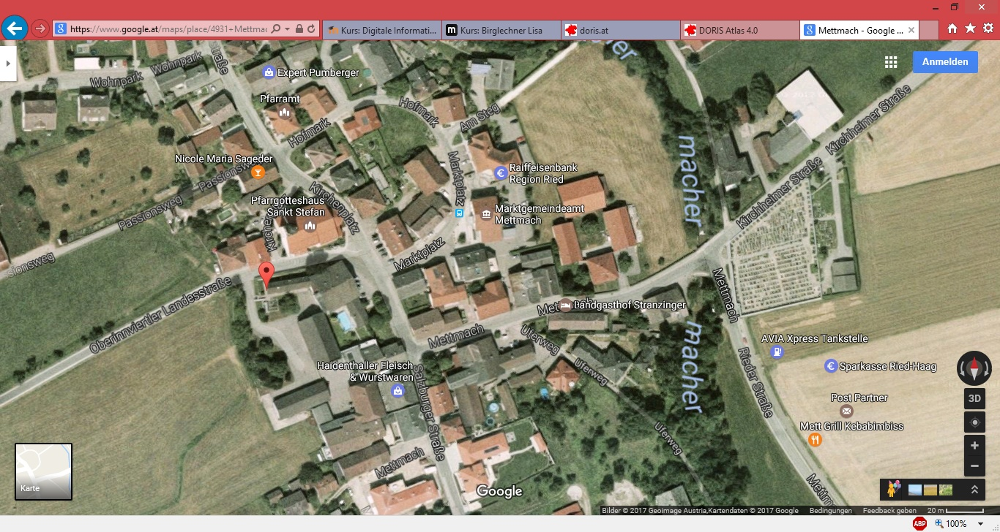 https://www.google.at/maps/place/4931+Mettmac
Kurs: Digitale Informati...
Kurs: Birglechner Lisa
doris.at
DORIS Atlas 4.0
Mettmach - Google ...
Anmelden
Wohnpark
Wohnpark
Straße
Expert Pumberger
Pfarramt
Hofmark
Hofmark
Am Steg
Kirchheimer Straße
Kirchheimer Straße
Nicole Maria Sageder
Passionsw
Passionsweg
sionsweg
Marktplatz
Raiffeisenbank
Region Ried
macher
Kirchenplatz
Pfarrgotteshaus
Sankt Stefan
Marktgemeindeamt
Mettmach
Marktplatz
Oberinnviertler Landesstraße
Mettmach
Landgasthof Stranzinger
Mettmach
Uferweg
Uferweg
Uferweg
macher
AVIA Xpress Tankstelle
Sparkasse Ried-Haag
Rieder Straße
Haidenthaller Fleisch
& Wurstwaren
Salzburger Straße
Post Partner
Mett Grill Kebabimbiss
3D
Mettmach
Mettm
Karte
Google
Bilder © 2017 Geoimage Austria,Kartendaten © 2017 Google
Bedingungen
Feedback geben
20 m
ABP
100%